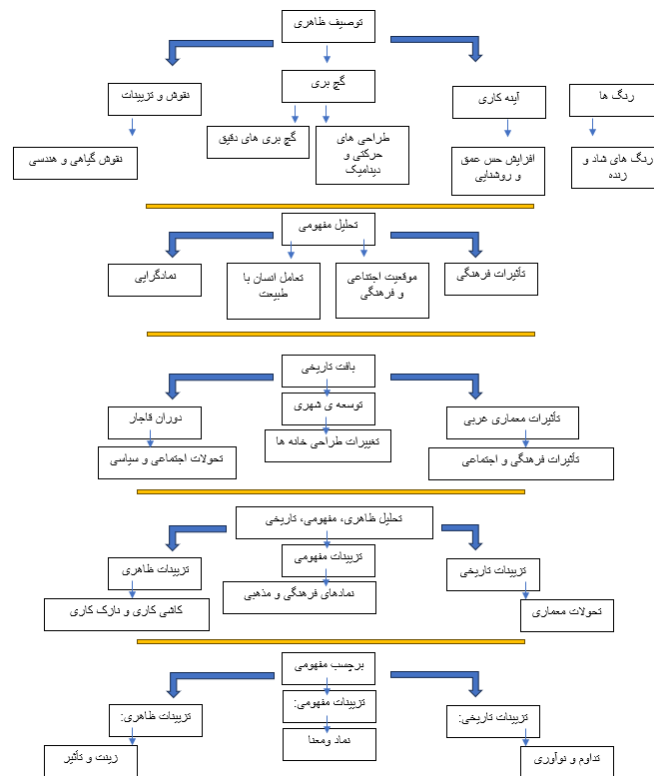 توصیف ظاهری
رنگ ها
آینه کاری
گچ بری
نقوش و تزیینات
رنگ های شاد و
زنده
افزایش حس عمق
و روشنایی
طراحی های
حرکتی و
دینامیک
گچ بری های دقیق
نقوش گیاهی و هندسی
تحلیل مفهومی
تأثیرات فرهنگی
موقعیت اجتناعی
و فرهنگی
تعامل انسان با
طبیعت
نمادگرایی
بافت تاریخی
تأثیرات معماری غربی
توسعه ی شهری
دوران قاجار
تأثیرات فرهنگی و اجتماعی
تغییرات طراحی خانه ها
تحولات اجتماعی و سیاسی
تحلیل ظاهری، مفهومی، تاریخی
تزیینات تاریخی
تزیینات مفهومی
تزیینات ظاهری
تحولات معماری
نمادهای فرهنگی و مذهبی
کاشی کاری و نازک کاری
برچسب مفهومی
تزیینات تاریخی:
تزیینات مفهومی:
تزیینات ظاهری:
تداوم و نوآوری
نماد ومعنا
زینت و تأثیر